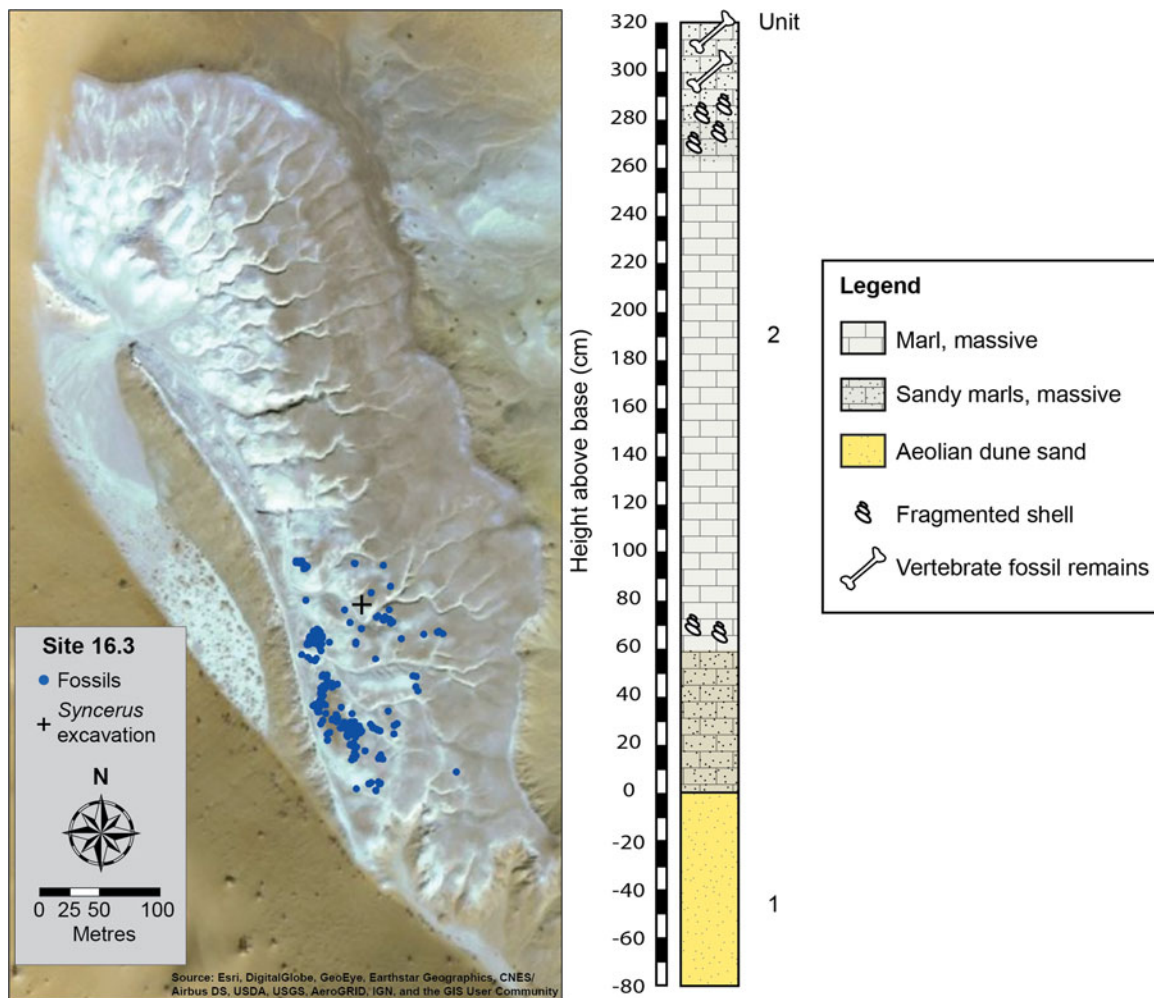 Site 16.3
Fossils
Syncerus
excavation
N
0 25 50 100
Metres
Source: Esri, DigitalGlobe, GeoEye, Earthstar Geographics, CNES/
Airbus DS, USDA, USGS, AeroGRID, IGN, and the GIS User Community
Height above base (cm)
320
300
280
260
240
220
200
180
160
140
120
100
80
60
40
20
0
-20
-40
-60
-80
Unit
2
1
Legend
Marl, massive
Sandy marls, massive
Aeolian dune sand
Fragmented shell
Vertebrate fossil remains